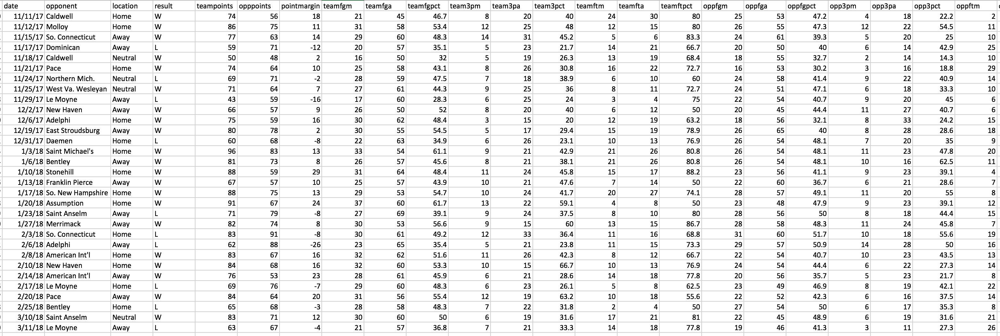 date opponent location result teampoints opppoints pointmargin teamfgm teamfga teamfgpct team3pm team3pa team3pct teamftm teamfta teamftpct oppfgm oppfga oppfgpct opp3pm opp3pa opp3pct oppftm
11/11/17 Caldwell Home W 74 56 18 21 45 46.7 8 20 40 24 30 80 25 53 47.2 4 18 22.2 2
11/12/17 Molloy Home W 86 75 11 31 58 53.4 12 25 48 12 15 80 26 55 47.3 12 22 54.5 11
11/15/17 So. Connecticut Away W 77 63 14 29 60 48.3 14 31 45.2 5 6 83.3 24 61 39.3 5 20 25 10
11/17/17 Dominican Away L 59 71 -12 20 57 35.1 5 23 21.7 14 21 66.7 20 50 40 6 14 42.9 25
11/18/17 Caldwell Neutral W 50 48 2 16 50 32 5 19 26.3 13 19 68.4 18 55 32.7 2 14 14.3 10
11/21/17 Pace Home W 74 64 10 25 58 43.1 8 26 30.8 16 22 72.7 16 53 30.2 3 16 18.8 29
11/24/17 Northern Mich. Neutral L 69 71 -2 28 59 47.5 7 18 38.9 6 10 60 24 58 41.4 9 22 40.9 14
11/25/17 West Va. Wesleyan Neutral W 71 64 7 27 61 44.3 9 25 36 8 11 72.7 24 51 47.1 6 18 33.3 10
11/29/17 Le Moyne Away L 43 59 -16 17 60 28.3 6 25 24 3 4 75 22 54 40.7 9 20 45 6
12/2/17 New Haven Away W 66 57 9 26 50 52 8 20 40 6 12 50 20 45 44.4 11 27 40.7 6
12/6/17 Adelphi Home W 75 59 16 30 62 48.4 3 15 20 12 19 63.2 18 56 32.1 8 33 24.2 15
12/19/17 East Stroudsburg Away W 80 78 2 30 55 54.5 5 17 29.4 15 19 78.9 26 65 40 8 28 28.6 18
12/31/17 Daemen Home L 60 68 -8 22 63 34.9 6 26 23.1 10 13 76.9 26 54 48.1 7 20 35 9
1/3/18 Saint Michael's Home W 96 83 13 33 54 61.1 9 21 42.9 21 26 80.8 26 54 48.1 11 23 47.8 20
1/6/18 Bentley Away W 81 73 8 26 57 45.6 8 21 38.1 21 26 80.8 26 54 48.1 10 16 62.5 11
1/10/18 Stonehill Home W 88 59 29 31 64 48.4 11 24 45.8 15 17 88.2 23 56 41.1 9 23 39.1 4
1/13/18 Franklin Pierce Away W 67 57 10 25 57 43.9 10 21 47.6 7 14 50 22 60 36.7 6 21 28.6 7
1/17/18 So. New Hampshire Home W 88 75 13 29 53 54.7 10 24 41.7 20 27 74.1 28 57 49.1 11 20 55 8
1/20/18 Assumption Home W 91 67 24 37 60 61.7 13 22 59.1 4 8 50 23 48 47.9 9 23 39.1 12
1/23/18 Saint Anselm Away L 71 79 -8 27 69 39.1 9 24 37.5 8 10 80 28 56 50 8 18 44.4 15
1/27/18 Merrimack Away W 82 74 8 30 53 56.6 9 15 60 13 15 86.7 28 58 48.3 11 24 45.8 7
2/3/18 So. Connecticut Home L 83 91 -8 30 61 49.2 12 33 36.4 11 16 68.8 31 60 51.7 10 18 55.6 19
2/6/18 Adelphi Away L 62 88 -26 23 65 35.4 5 21 23.8 11 15 73.3 29 57 50.9 14 28 50 16
2/8/18 American Int'l Home W 83 67 16 32 62 51.6 11 26 42.3 8 12 66.7 22 54 40.7 10 23 43.5 13
2/10/18 New Haven Home W 84 68 16 32 60 53.3 10 15 66.7 10 13 76.9 24 54 44.4 6 22 27.3 14
2/14/18 American Int'l Away W 76 53 23 28 61 45.9 6 21 28.6 14 18 77.8 20 56 35.7 5 23 21.7 8
2/17/18 Le Moyne Home L 69 76 -7 29 60 48.3 6 23 26.1 5 8 62.5 23 49 46.9 8 19 42.1 22
2/20/18 Pace Away W 84 64 20 31 56 55.4 12 19 63.2 10 18 55.6 22 52 42.3 6 16 37.5 14
2/25/18 Bentley Home L 65 68 -3 28 58 48.3 7 22 31.8 2 4 50 27 54 50 6 17 35.3 8
3/10/18 Saint Anselm Neutral W 83 71 12 30 60 50 6 19 31.6 17 21 81 22 45 48.9 6 19 31.6 21
3/11/18 Le Moyne Away L 63 67 -4 21 57 36.8 7 21 33.3 14 18 77.8 19 46 41.3 3 11 27.3 26